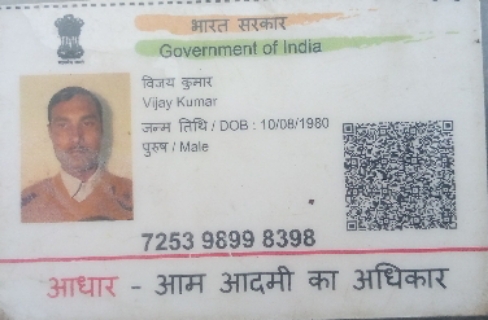 भारत सरकार
Government of India
विजय कुमार
Vijay Kumar
जन्म तिथि / DOB : 10/08/1980
पुरुष / Male
7253 9899 8398
आधार - आम आदमी का अधिकार